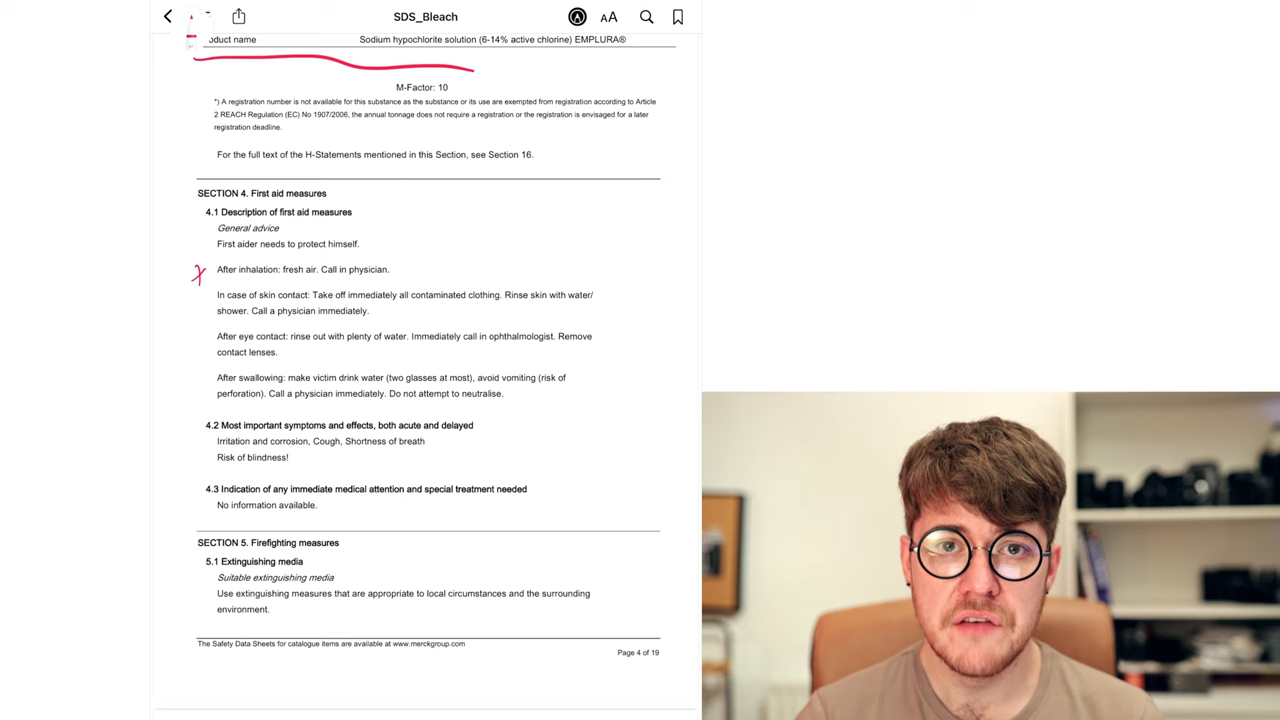 SDS_Bleach
AA
oduct name Sodium hypochlorite solution (6-14% active chlorine) EMPLURA®
M-Factor: 10
*) A registration number is not available for this substance as the substance or its use are exempted from registration according to Article
2 REACH Regulation (EC) No 1907/2006, the annual tonnage does not require a registration or the registration is envisaged for a later
registration deadline.
For the full text of the H-Statements mentioned in this Section, see Section 16.
SECTION 4. First aid measures
4.1 Description of first aid measures
General advice
First aider needs to protect himself.
After inhalation: fresh air. Call in physician.
In case of skin contact: Take off immediately all contaminated clothing. Rinse skin with water/
shower. Call a physician immediately.
After eye contact: rinse out with plenty of water. Immediately call in ophthalmologist. Remove
contact lenses.
After swallowing: make victim drink water (two glasses at most), avoid vomiting (risk of
perforation). Call a physician immediately. Do not attempt to neutralise.
4.2 Most important symptoms and effects, both acute and delayed
Irritation and corrosion, Cough, Shortness of breath
Risk of blindness!
4.3 Indication of any immediate medical attention and special treatment needed
No information available.
SECTION 5. Firefighting measures
5.1 Extinguishing media
Suitable extinguishing media
Use extinguishing measures that are appropriate to local circumstances and the surrounding
environment.
The Safety Data Sheets for catalogue items are available at www.merckgroup.com
Page 4 of 19